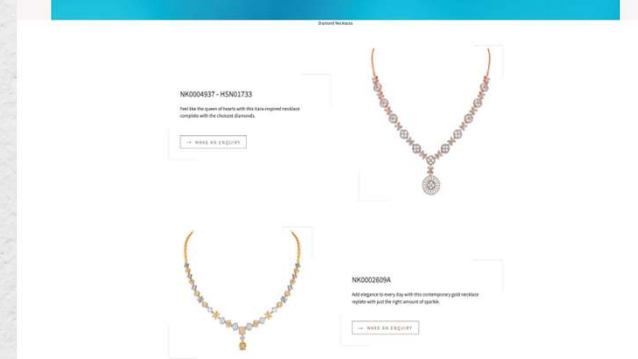 Diamond Necklaces
NK0004937 - HSN01733
Feel like the queen of hearts with this tiara-inspired necklace
complete with the choicest diamonds.
→ MAKE AN ENQUIRY
NK0002609A
Add elegance to every day with this contemporary gold necklace
replete with just the right amount of sparkle.
→ MAKE AN ENQUIRY